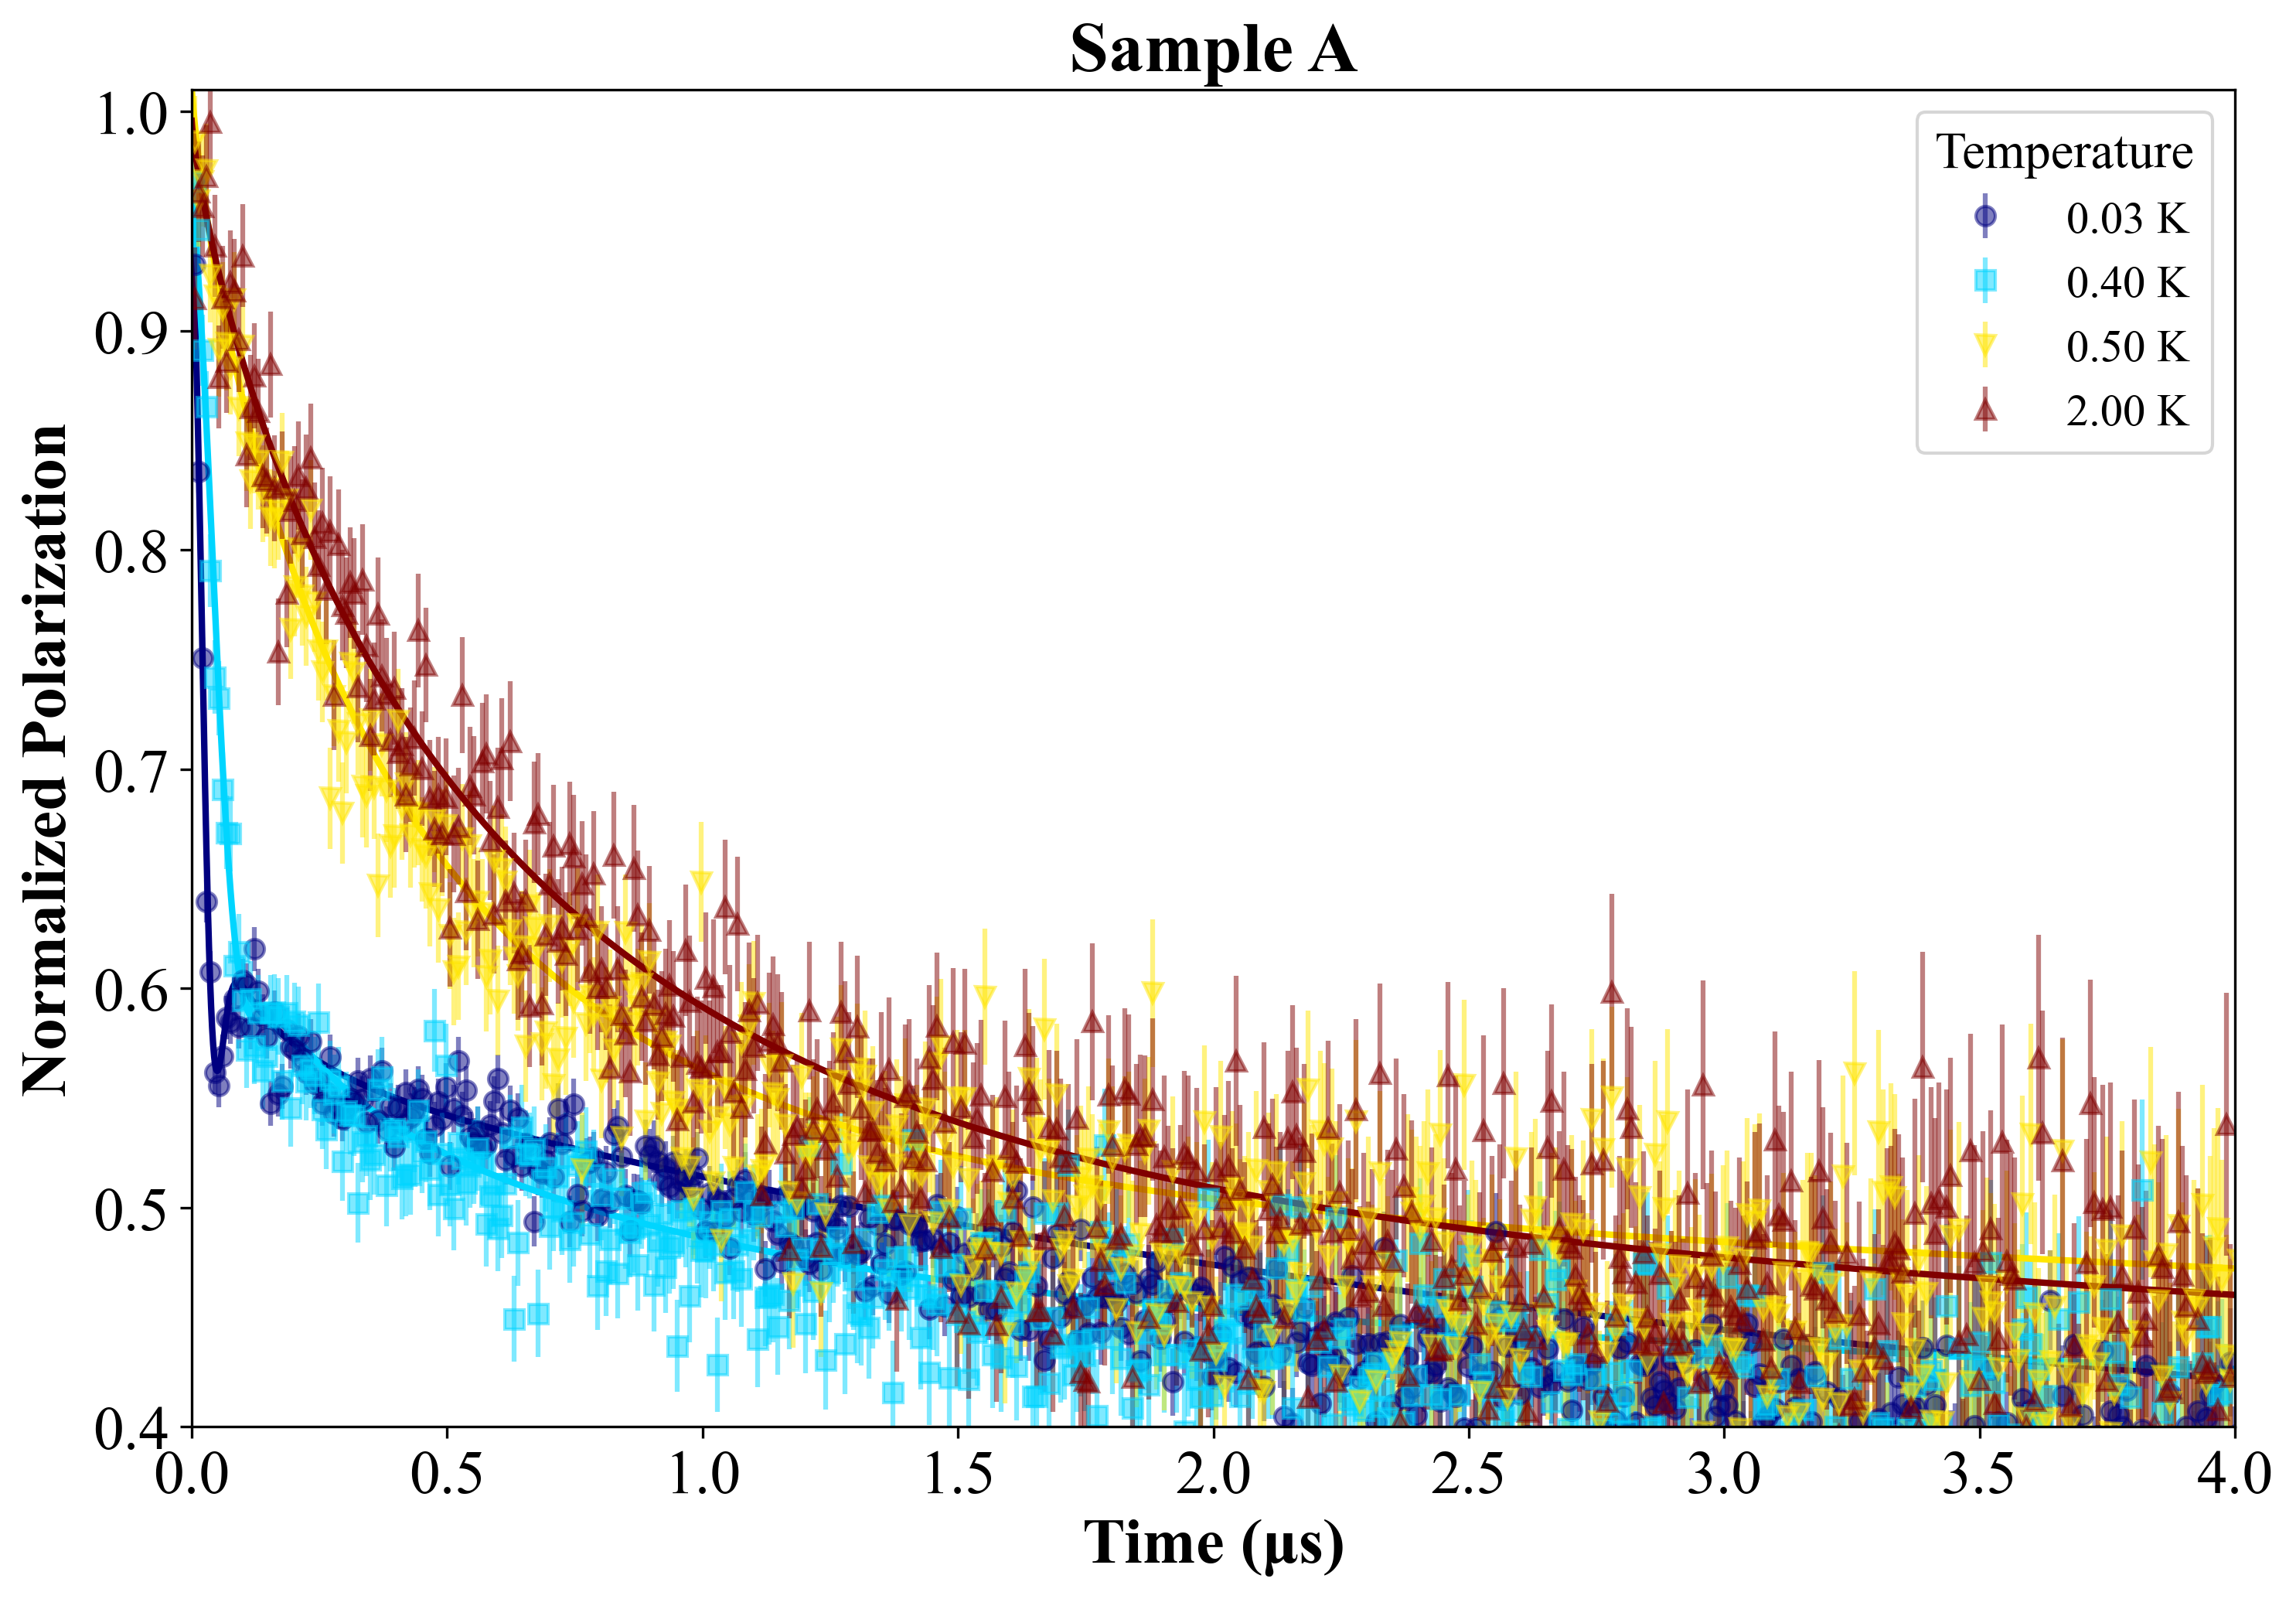 Sample A
Normalized Polarization
1.0
0.9
0.8
0.7
0.6
0.5
0.4
Temperature
0.03 K
0.40 K
0.50 K
2.00 K
0.0 0.5 1.0 1.5 2.0 2.5 3.0 3.5 4.0
Time (μs)